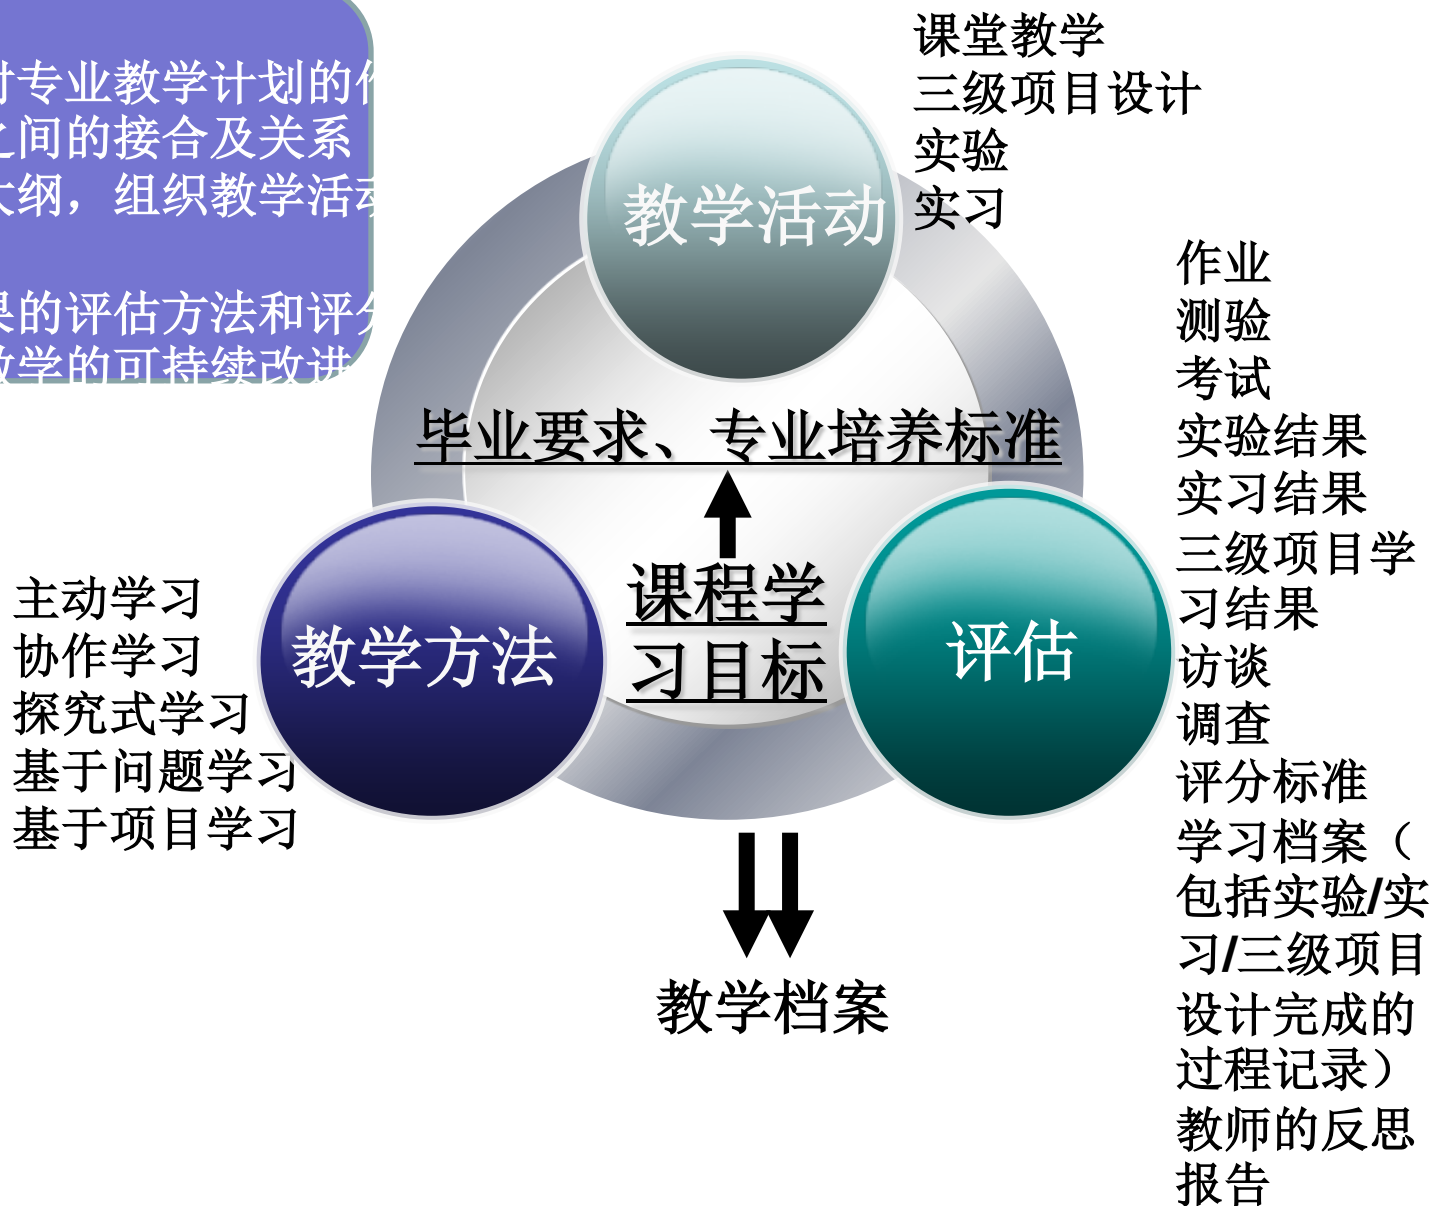 对专业教学计划的作
之间的接合及关系
大纲，组织教学活动
果的评估方法和评分
教学的可持续改进
课堂教学
三级项目设计
实验
实习
教学活动
毕业要求、专业培养标准
课程学
习目标
教学方法
评估
主动学习
协作学习
探究式学习
基于问题学习
基于项目学习
作业
测验
考试
实验结果
实习结果
三级项目学
习结果
访谈
调查
评分标准
学习档案（
包括实验/实
习/三级项目
设计完成的
过程记录）
教师的反思
报告
教学档案